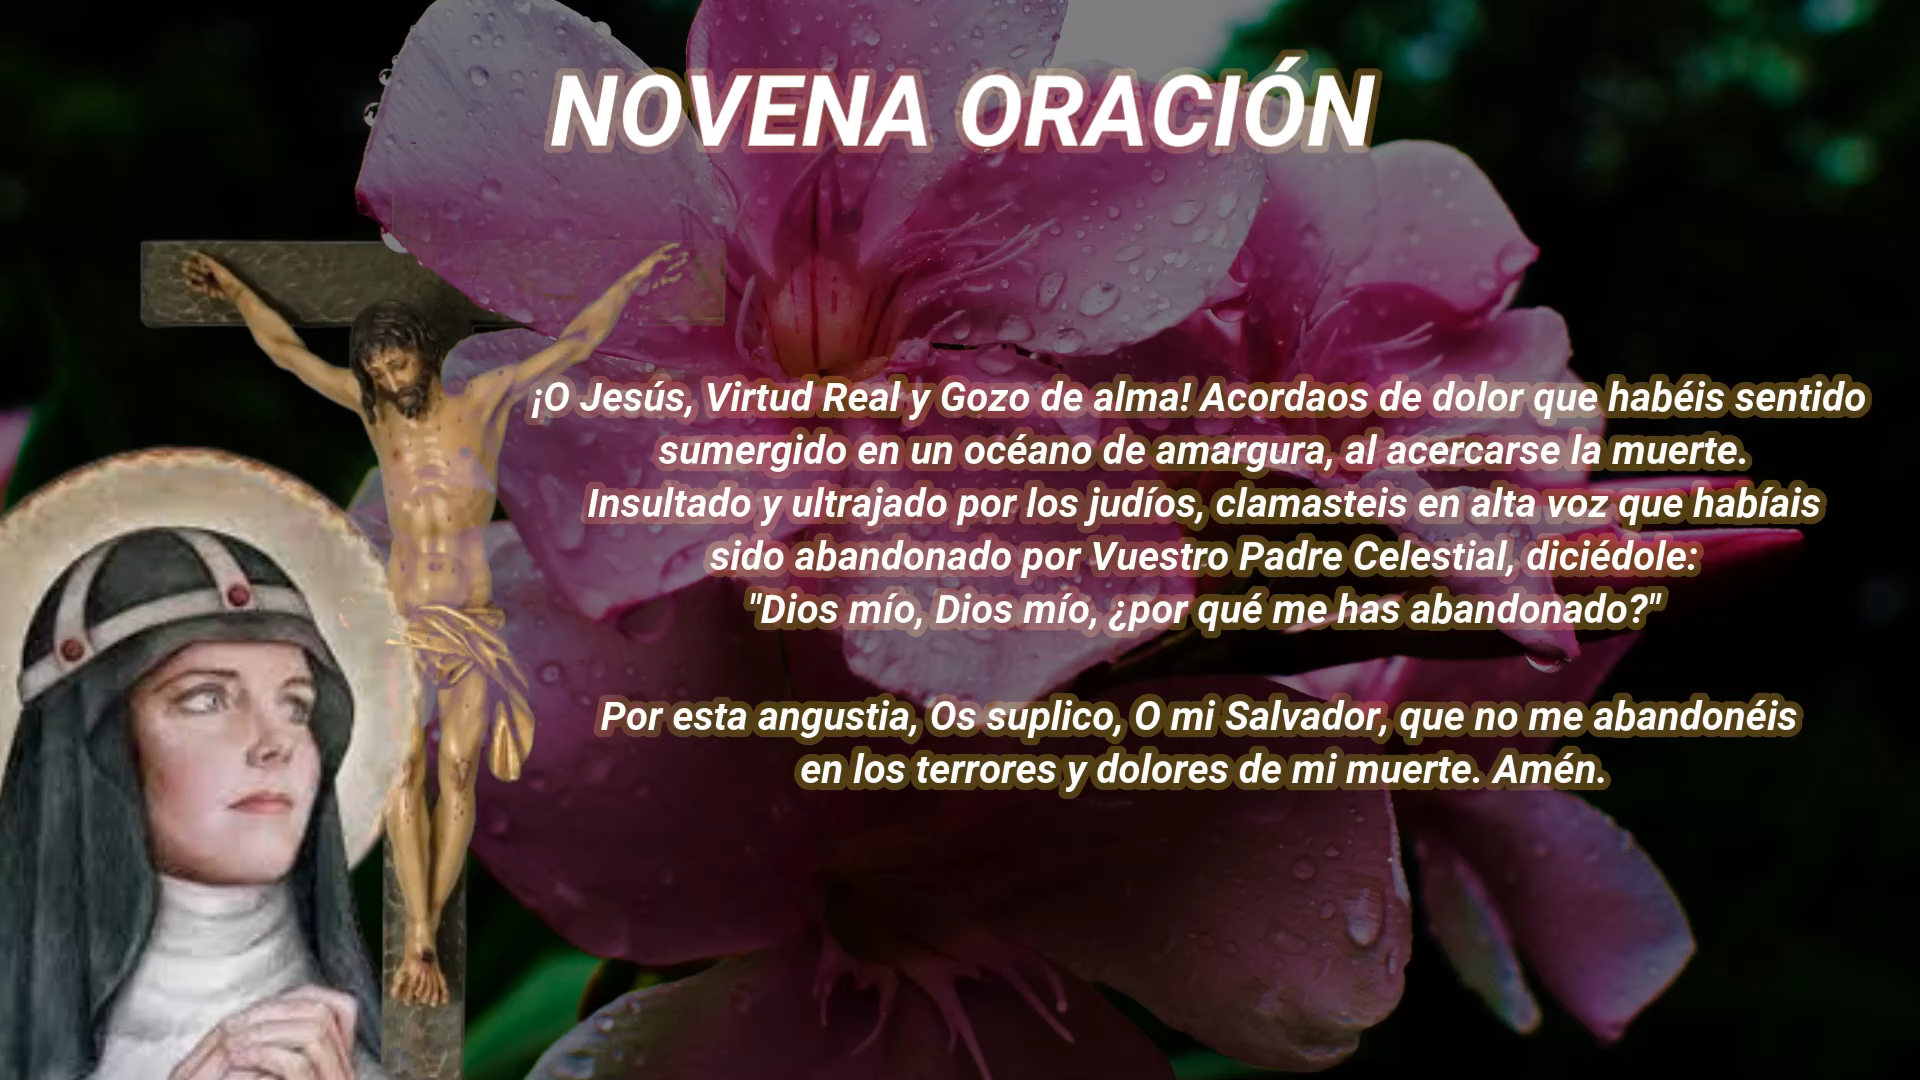 NOVENA ORACIÓN
¡O Jesús, Virtud Real y Gozo de alma! Acordaos de dolor que habéis sentido
sumergido en un océano de amargura, al acercarse la muerte.
Insultado y ultrajado por los judíos, clamasteis en alta voz que habíais
sido abandonado por Vuestro Padre Celestial, diciédole:
"Dios mío, Dios mío, ¿por qué me has abandonado?"
Por esta angustia, Os suplico, O mi Salvador, que no me abandonéis
en los terrores y dolores de mi muerte. Amén.